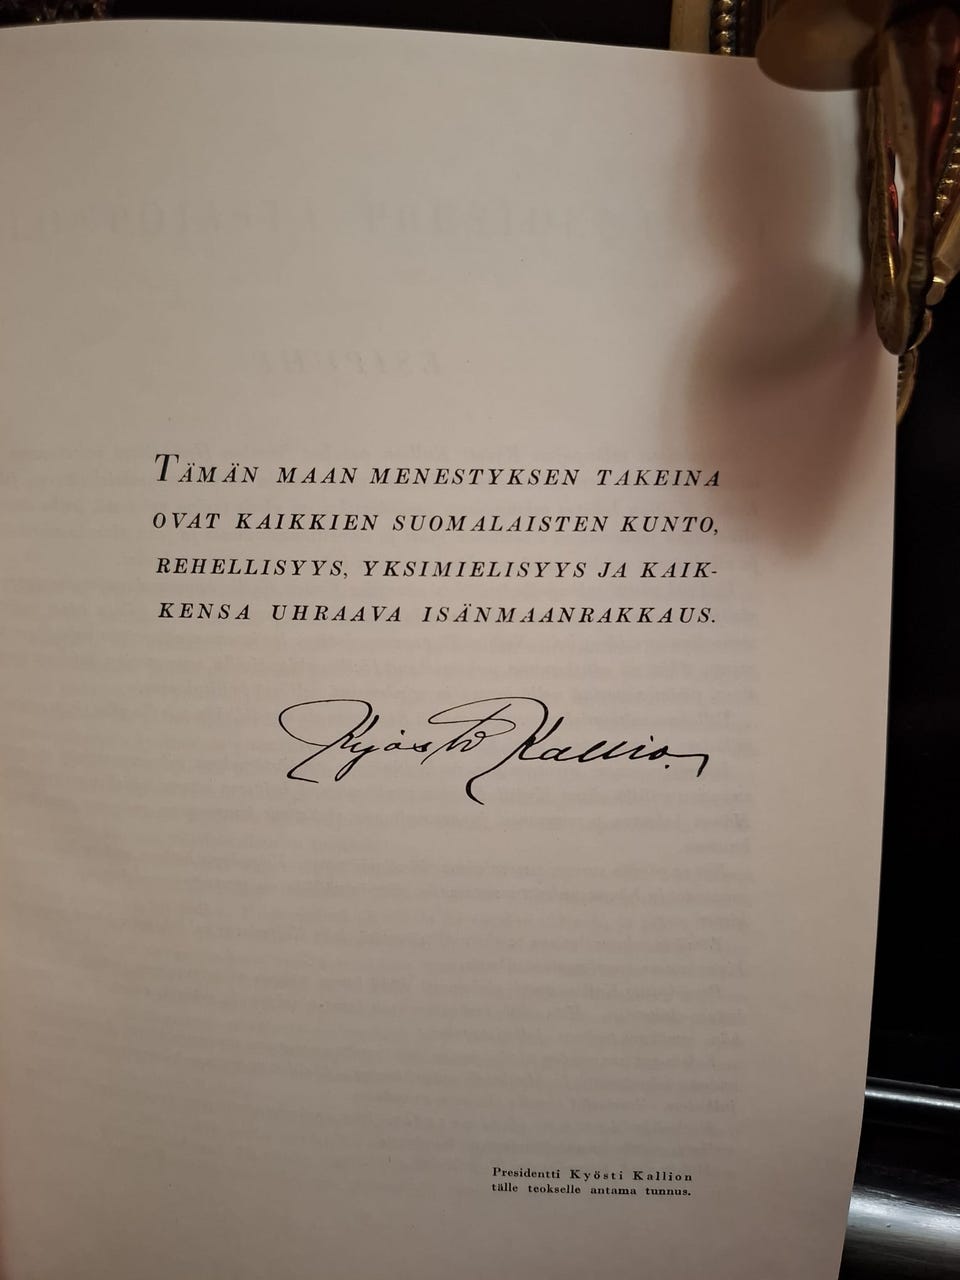 TÄMÄN MAAN MENESTYKSEN TAKEINA
OVAT KAIKKIEN SUOMALAISTEN KUNTO,
REHELLISYYS, YKSIMIELISYYS JA KAIK-
KENSA UHRAAVA ISÄNMAANRAKKAUS.
Kyösti Kallio.
Presidentti Kyösti Kallion
tälle teokselle antama tunnus.